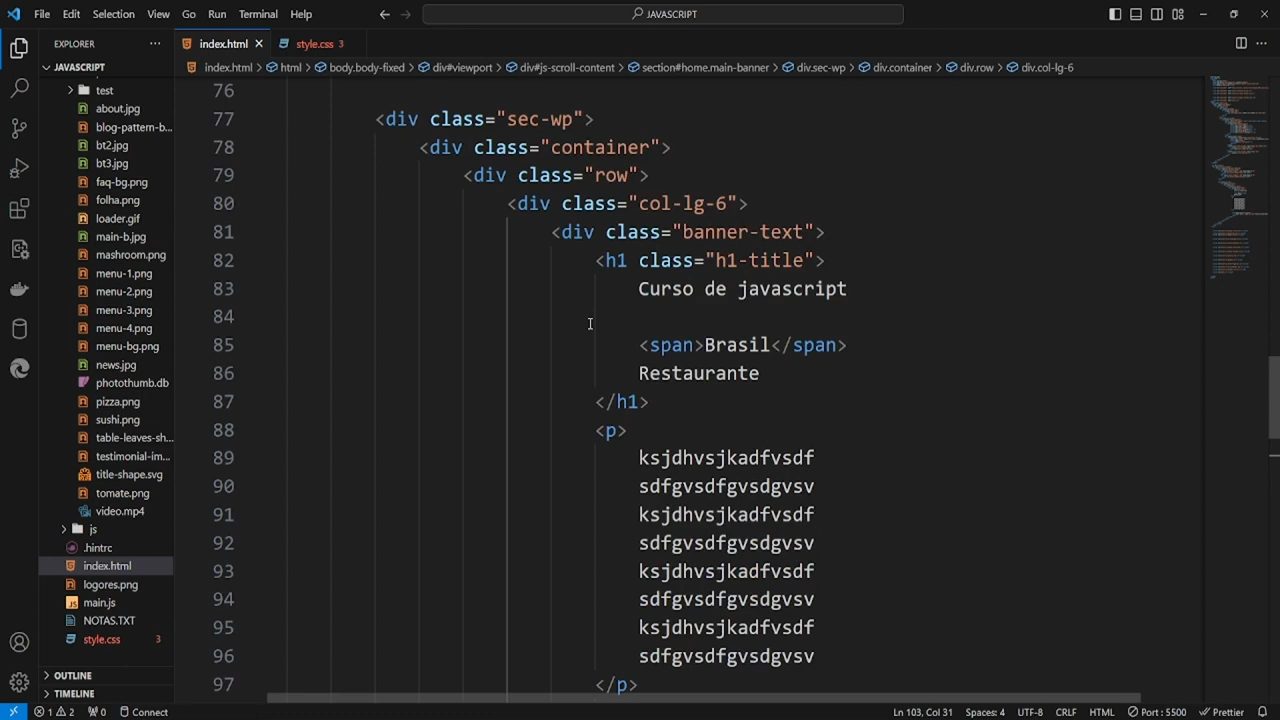 File Edit Selection View Go Run Terminal Help
JAVASCRIPT
EXPLORER
index.html
style.css 3
JAVASCRIPT
index.html > html > body.body-fixed > div#viewport > div#js-scroll-content > section#home.main-banner > div.sec-wp > div.container > div.row > div.col-lg-6
test
about.jpg
blog-pattern-b...
bt2.jpg
bt3.jpg
faq-bg.png
folha.png
loader.gif
main-b.jpg
mashroom.png
menu-1.png
menu-2.png
menu-3.png
menu-4.png
menu-bg.png
news.jpg
photothumb.db
pizza.png
sushi.png
table-leaves-sh...
testimonial-im...
title-shape.svg
tomate.png
video.mp4
js
.hintrc
index.html
logores.png
main.js
NOTAS.TXT
style.css 3
OUTLINE
TIMELINE
76
77 <div class="sec-wp">
78 <div class="container">
79 <div class="row">
80 <div class="col-lg-6">
81 <div class="banner-text">
82 <h1 class="h1-title">
83 Curso de javascript
84
85 <span>Brasil</span>
86 Restaurante
87 </h1>
88 <p>
89 ksjdhvsjkadfvsdf
90 sdfgvsdfgvsdgvsv
91 ksjdhvsjkadfvsdf
92 sdfgvsdfgvsdgvsv
93 ksjdhvsjkadfvsdf
94 sdfgvsdfgvsdgvsv
95 ksjdhvsjkadfvsdf
96 sdfgvsdfgvsdgvsv
97 </p>
1 2 0 Connect Ln 103, Col 31 Spaces: 4 UTF-8 CRLF HTML Port : 5500 Prettier